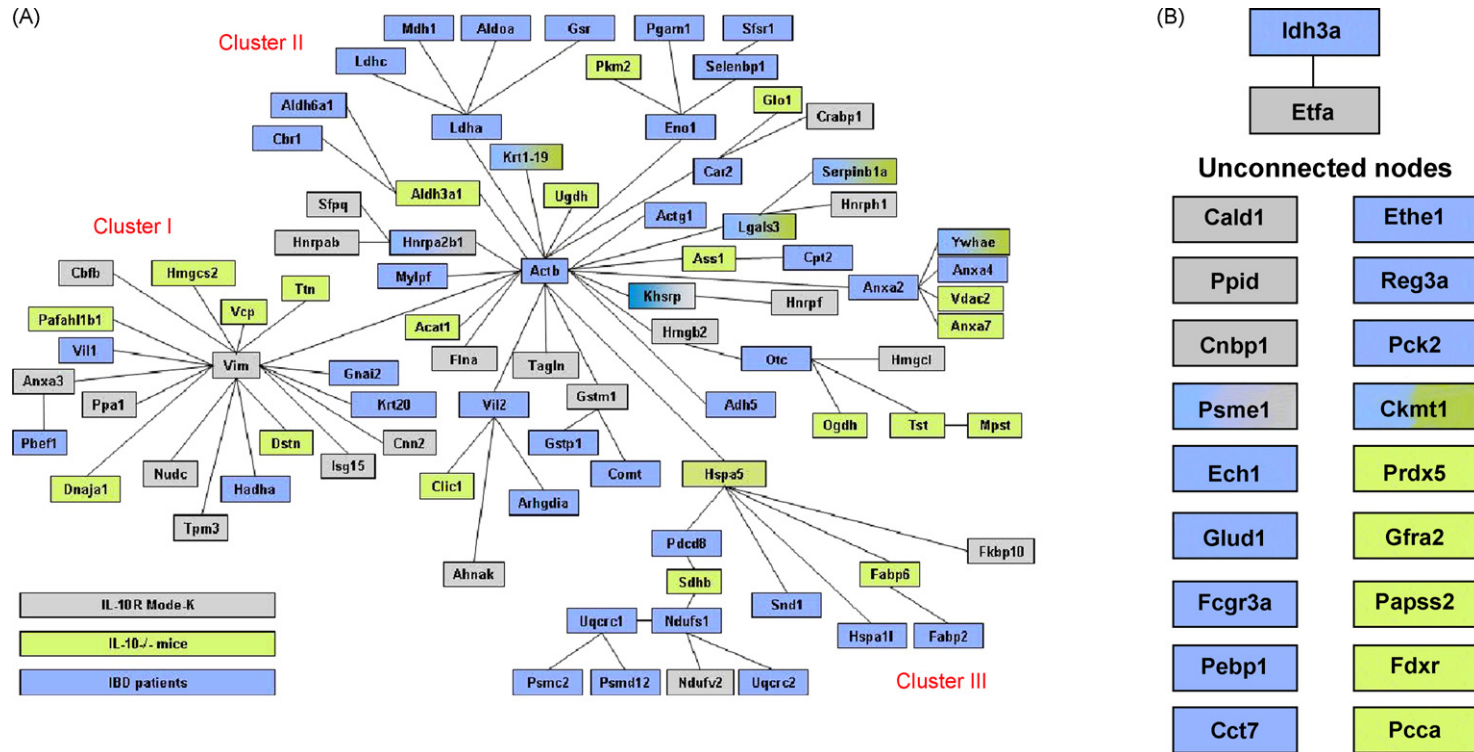 (A)
(B)
Cluster II
Mdh1
Aldoa
Gsr
Pgam1
Sfsr1
Ldhc
Pkm2
Selenbp1
Aldh6a1
Glo1
Crabp1
Cbr1
Ldha
Eno1
Krt1-19
Car2
Serpinb1a
Aldh3a1
Ugdh
Sfpq
Actg1
Hnrph1
Lgals3
Cluster I
Hnrpab
Hnrpa2b1
Ywhae
Cbfb
Hmgcs2
Ass1
Cpt2
Mylpf
Actb
Anxa4
Ttn
Anxa2
Khsrp
Hnrpf
Vdac2
Vcp
Pafahl1b1
Acat1
Anxa7
Hmgb2
Vil1
Vim
Flna
Tagln
Otc
Hmgcl
Anxa3
Gnai2
Ppa1
Krt20
Vil2
Gstm1
Adh5
Pbef1
Dstn
Cnn2
Gstp1
Ogdh
Tst
Mpst
Nudc
Isg15
Comt
Hspa5
Dnaja1
Hadha
Clic1
Arhgdia
Tpm3
Pdcd8
Fkbp10
Ahnak
Sdhb
Fabp6
Snd1
Uqcrc1
Ndufs1
Hspa1l
Fabp2
Psmc2
Psmd12
Ndufv2
Uqcrc2
Cluster III
IL-10R Mode-K
IL-10-/- mice
IBD patients
Idh3a
Etfa
Unconnected nodes
Cald1
Ethe1
Ppid
Reg3a
Cnbp1
Pck2
Psme1
Ckmt1
Ech1
Prdx5
Glud1
Gfra2
Fcgr3a
Papss2
Pebp1
Fdxr
Cct7
Pcca